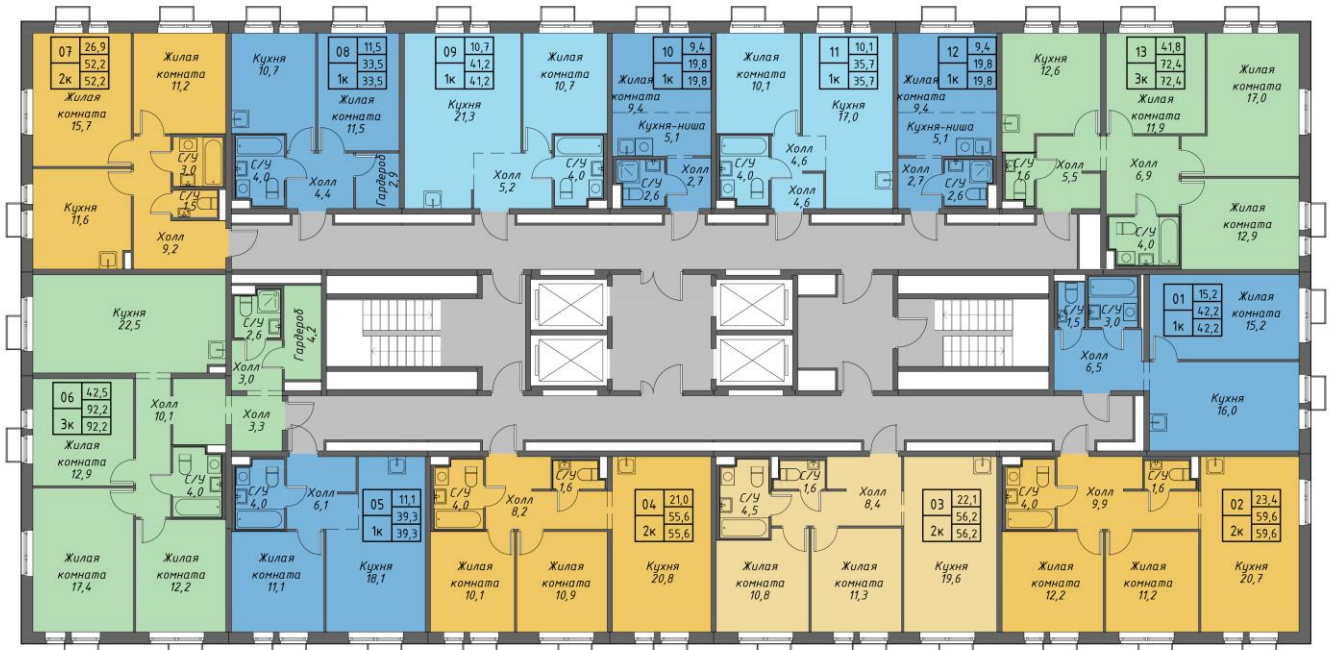 07 26,9
52,2
2к 52,2
Жилая
комната
15,7
Жилая
комната
11,2
С/У
3,0
С/У
1,5
Кухня
11,6
Холл
9,2
Кухня
10,7
08 11,5
33,5
1к 33,5
Жилая
комната
11,5
С/У
4,0
Холл
4,4
Гардероб
2,9
09 10,7
41,2
1к 41,2
Кухня
21,3
Жилая
комната
10,7
Холл
5,2
С/У
4,0
10 9,4
19,8
1к 19,8
Жилая
комната
9,4
Кухня-ниша
5,1
С/У
2,6
Холл
2,7
Жилая
комната
10,1
11 10,1
35,7
1к 35,7
Кухня
17,0
С/У
4,0
Холл
4,6
Холл
4,6
12 9,4
19,8
1к 19,8
Жилая
комната
9,4
Кухня-ниша
5,1
Холл
2,7
С/У
2,6
Кухня
12,6
13 41,8
72,4
3к 72,4
Жилая
комната
11,9
Жилая
комната
17,0
С/У
1,6
Холл
5,5
Холл
6,9
С/У
4,0
Жилая
комната
12,9
Кухня
22,5
С/У
2,6
Гардероб
4,2
Холл
3,0
С/У
1,5
С/У
3,0
01 15,2
42,2
1к 42,2
Жилая
комната
15,2
Холл
6,5
Кухня
16,0
06 42,5
92,2
3к 92,2
Жилая
комната
12,9
Холл
10,1
Холл
3,3
С/У
4,0
Жилая
комната
17,4
Жилая
комната
12,2
С/У
4,0
Холл
6,1
05 11,1
39,3
1к 39,3
Жилая
комната
11,1
Кухня
18,1
С/У
4,0
Холл
8,2
С/У
1,6
04 21,0
55,6
2к 55,6
Жилая
комната
10,1
Жилая
комната
10,9
Кухня
20,8
С/У
4,5
С/У
1,6
Холл
8,4
03 22,1
56,2
2к 56,2
Жилая
комната
10,8
Жилая
комната
11,3
Кухня
19,6
С/У
4,0
Холл
9,9
С/У
1,6
02 23,4
59,6
2к 59,6
Жилая
комната
12,2
Жилая
комната
11,2
Кухня
20,7